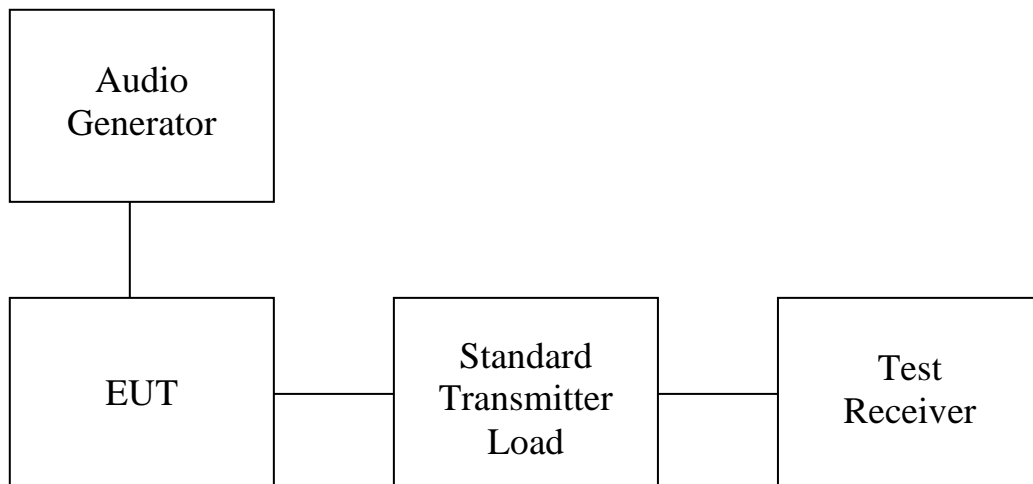 Audio
Generator
EUT
Standard
Transmitter
Load
Test
Receiver